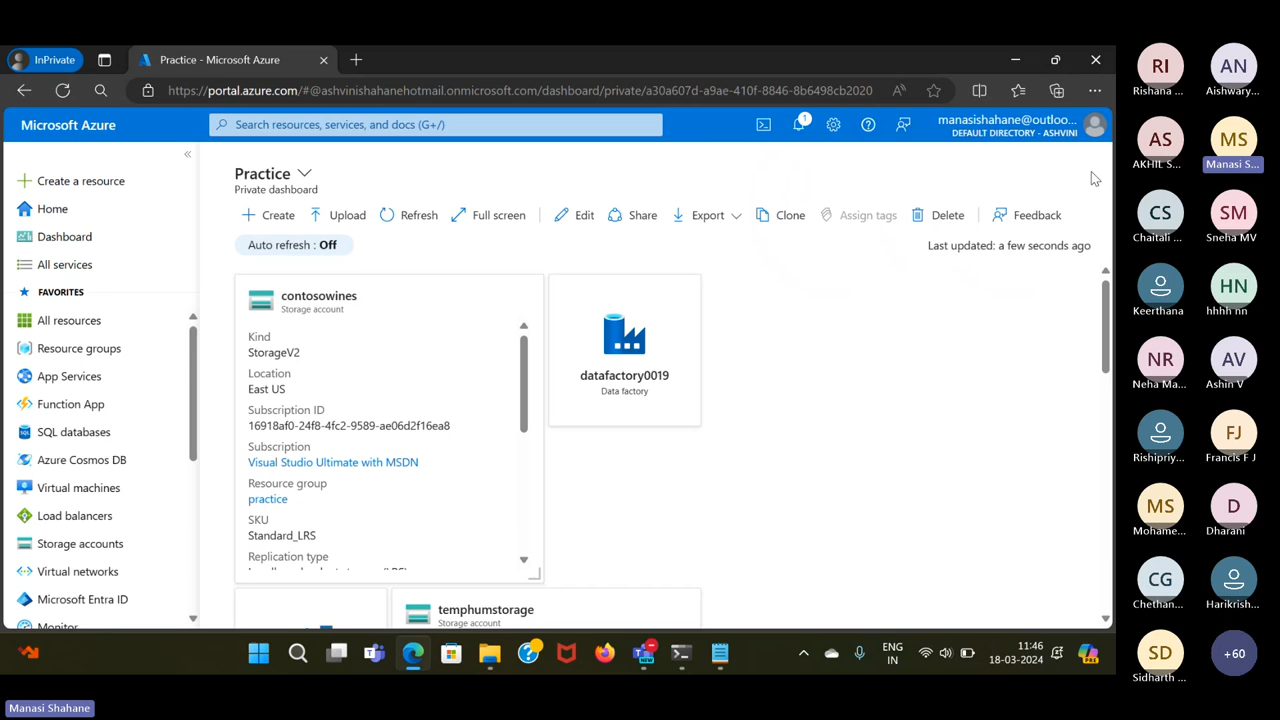 InPrivate
Practice - Microsoft Azure
https://portal.azure.com/#@ashvinishahanehotmail.onmicrosoft.com/dashboard/private/a30a607d-a9ae-410f-8846-8b6498cb2020
Microsoft Azure
Search resources, services, and docs (G+/)
1
manasishahane@outloo...
DEFAULT DIRECTORY - ASHVINI
Create a resource
Home
Dashboard
All services
FAVORITES
All resources
Resource groups
App Services
Function App
SQL databases
Azure Cosmos DB
Virtual machines
Load balancers
Storage accounts
Virtual networks
Microsoft Entra ID
Monitor
Practice
Private dashboard
Create
Upload
Refresh
Full screen
Edit
Share
Export
Clone
Assign tags
Delete
Feedback
Auto refresh : Off
Last updated: a few seconds ago
contosowines
Storage account
Kind
StorageV2
Location
East US
Subscription ID
16918af0-24f8-4fc2-9589-ae06d2f16ea8
Subscription
Visual Studio Ultimate with MSDN
Resource group
practice
SKU
Standard_LRS
Replication type
datafactory0019
Data factory
temphumstorage
Storage account
ENG
IN
11:46
18-03-2024
Manasi Shahane
RI
Rishana ...
AN
Aishwary...
AS
AKHIL S...
MS
Manasi S...
CS
Chaitali ...
SM
Sneha MV
Keerthana
HN
hhhh nn
NR
Neha Ma...
AV
Ashin V
Rishipriy...
FJ
Francis F J
MS
Mohame...
D
Dharani
CG
Chethan...
Harikrish...
SD
Sidharth ...
+60